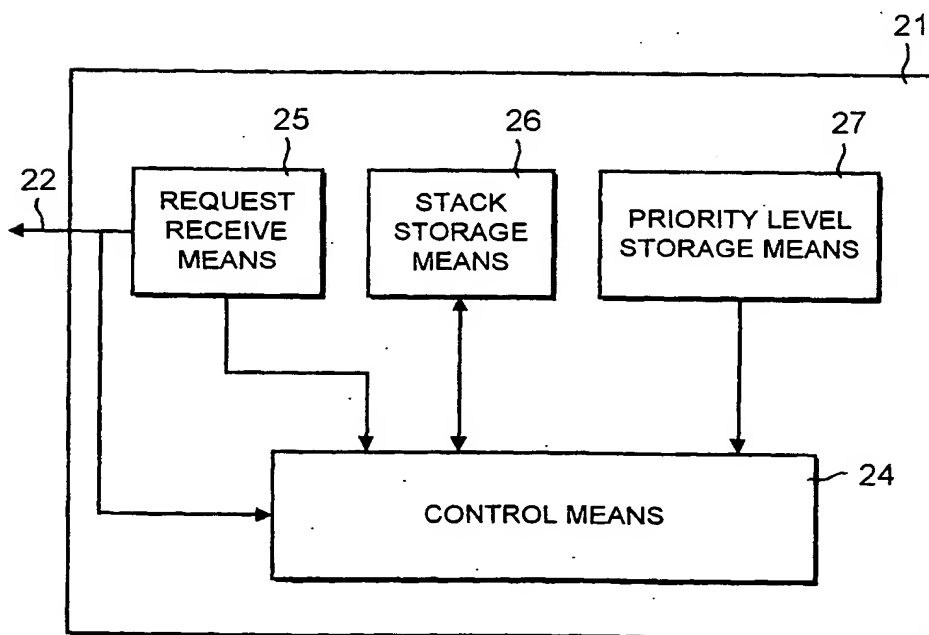 21
25
26
27
22
REQUEST
RECEIVE
MEANS
STACK
STORAGE
MEANS
PRIORITY LEVEL
STORAGE MEANS
24
CONTROL MEANS